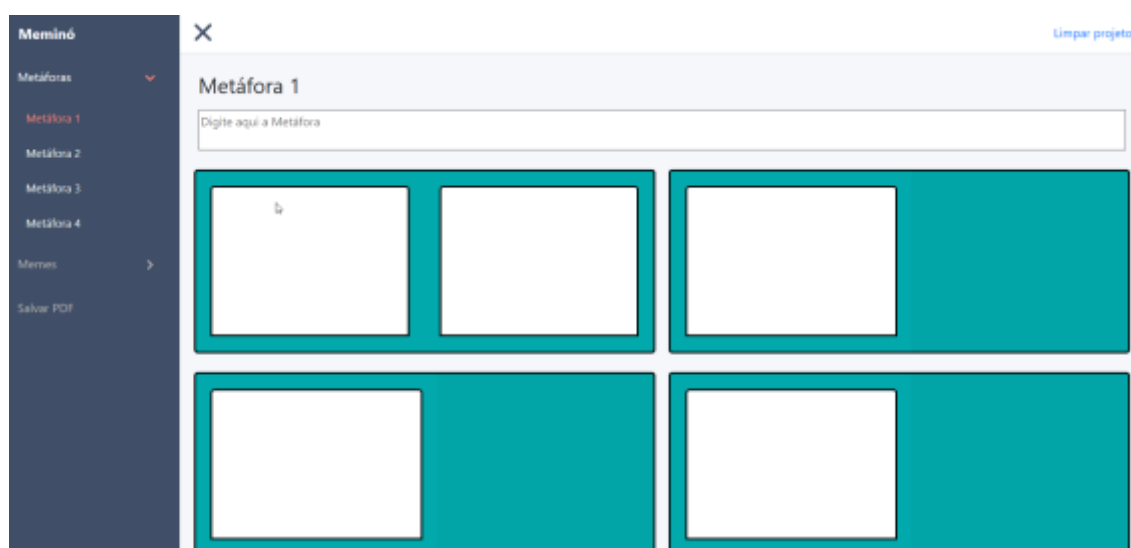 Meminó
Limpar projeto
Metáforas
Metáfora 1
Metáfora 2
Metáfora 3
Metáfora 4
Memes
Salvar PDF
Metáfora 1
Digite aqui a Metáfora